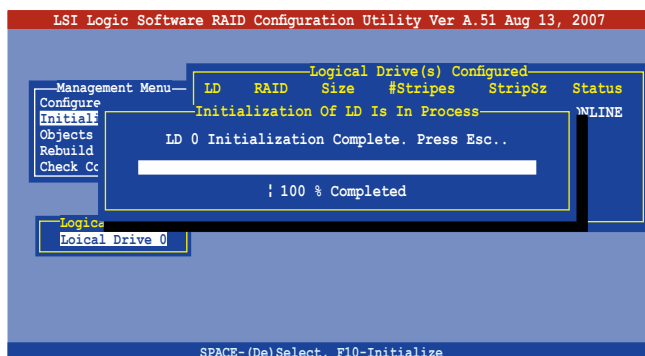 LSI Logic Software RAID Configuration Utility Ver A.51 Aug 13, 2007
Logical Drive(s) Configured
LD RAID Size #Stripes StripSz Status
Management Menu
Configure
Initiali
Objects
Rebuild
Check Co
Initialization Of LD Is In Process
NLINE
LD 0 Initialization Complete. Press Esc..
¦ 100 % Completed
Logica
Loical Drive 0
SPACE-(De)Select, F10-Initialize